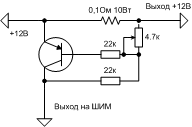 0,1Ом 10Вт
Выход +12В
+12В
22к
4.7к
22к
Выход на ШИМ